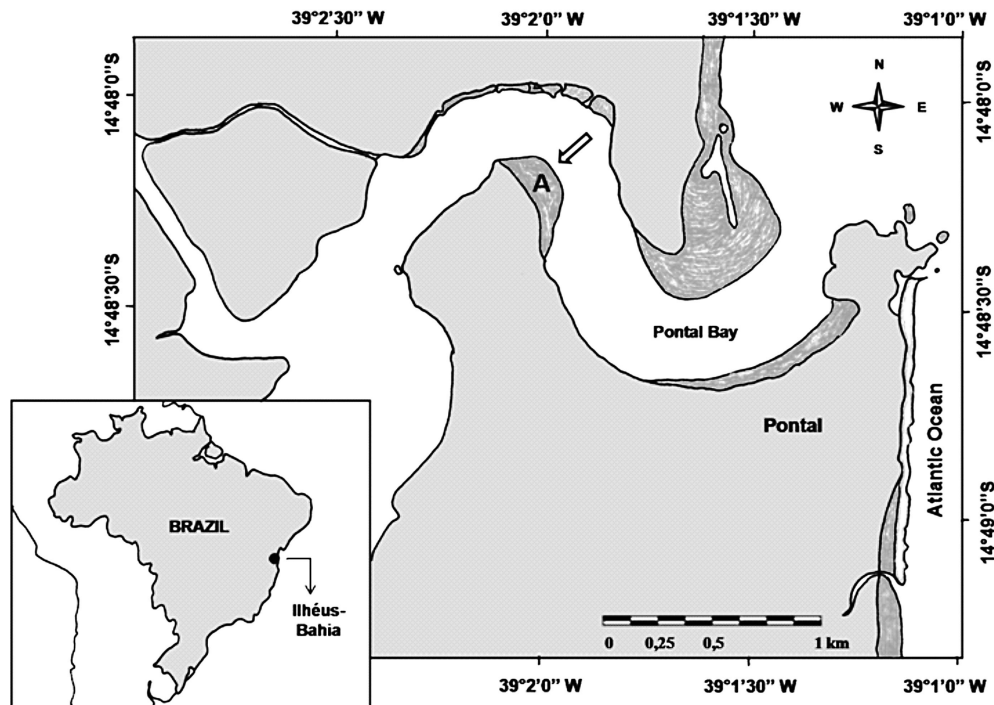 39°2'30'' W
39°2'0'' W
39°1'30'' W
39°1'0'' W
14°48'0''S
14°48'0''S
N
W
E
S
A
14°48'30''S
14°48'30''S
Pontal Bay
Pontal
Atlantic Ocean
14°49'0''S
BRAZIL
Ilhéus-
Bahia
0
0,25
0,5
1 km
39°2'0'' W
39°1'30'' W
39°1'0'' W